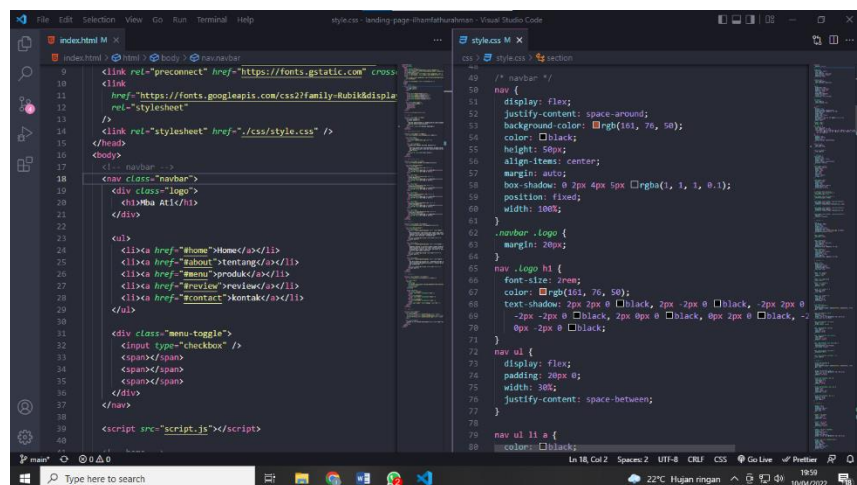 File Edit Selection View Go Run Terminal Help
style.css - landing-page-ilhamfathurahman - Visual Studio Code
index.html M
index.html > html > body > nav.navbar
9 <link rel="preconnect" href="https://fonts.gstatic.com" cross
10 <link
11 href="https://fonts.googleapis.com/css2?family=Rubik&displa
12 rel="stylesheet"
13 />
14 <link rel="stylesheet" href="./css/style.css" />
15 </head>
16 <body>
17 <!-- navbar -->
18 <nav class="navbar">
19 <div class="logo">
20 <h1>Mba Ati</h1>
21 </div>
22
23 <ul>
24 <li><a href="#home">Home</a></li>
25 <li><a href="#about">tentang</a></li>
26 <li><a href="#menu">produk</a></li>
27 <li><a href="#review">review</a></li>
28 <li><a href="#contact">kontak</a></li>
29 </ul>
30
31 <div class="menu-toggle">
32 <input type="checkbox" />
33 <span></span>
34 <span></span>
35 <span></span>
36 </div>
37 </nav>
38
39 <script src="script.js"></script>
40
style.css M
css > style.css > section
49 /* navbar */
50 nav {
51 display: flex;
52 justify-content: space-around;
53 background-color: rgb(161, 76, 50);
54 color: black;
55 height: 50px;
56 align-items: center;
57 margin: auto;
58 box-shadow: 0 2px 4px 5px rgba(1, 1, 1, 0.1);
59 position: fixed;
60 width: 100%;
61 }
62 .navbar .logo {
63 margin: 20px;
64 }
65 nav .logo h1 {
66 font-size: 2rem;
67 color: rgb(161, 76, 50);
68 text-shadow: 2px 2px 0 black, 2px -2px 0 black, -2px 2px 0
69 -2px -2px 0 black, 2px 0px 0 black, 0px 2px 0 black, -2
70 0px -2px 0 black;
71 }
72 nav ul {
73 display: flex;
74 padding: 20px 0;
75 width: 30%;
76 justify-content: space-between;
77 }
78
79 nav ul li a {
80 color: black;
main* 0 0 Ln 18, Col 2 Spaces: 2 UTF-8 CRLF CSS Go Live Prettier
Type here to search
22°C Hujan ringan
19:59
10/04/2022